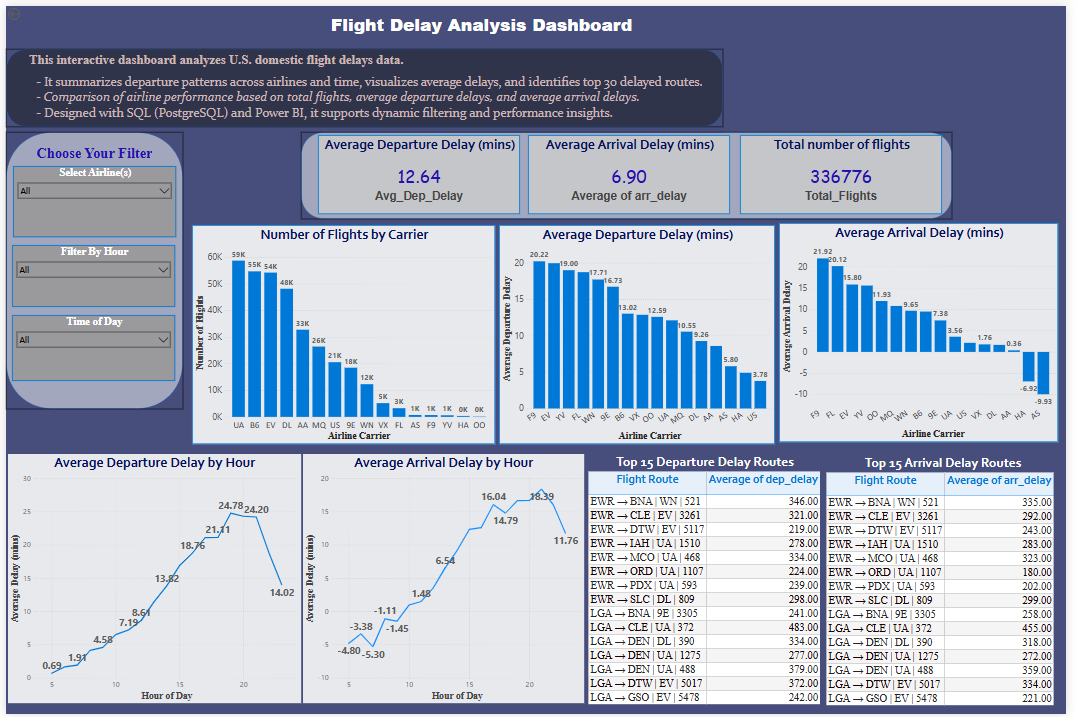 Flight Delay Analysis Dashboard
This interactive dashboard analyzes U.S. domestic flight delays data.
- It summarizes departure patterns across airlines and time, visualizes average delays, and identifies top 30 delayed routes.
- Comparison of airline performance based on total flights, average departure delays, and average arrival delays.
- Designed with SQL (PostgreSQL) and Power BI, it supports dynamic filtering and performance insights.
Choose Your Filter
Select Airline(s)
All
Filter By Hour
All
Time of Day
All
Average Departure Delay (mins)
12.64
Avg_Dep_Delay
Average Arrival Delay (mins)
6.90
Average of arr_delay
Total number of flights
336776
Total_Flights
Number of Flights by Carrier
Number of Flights
60K
50K
40K
30K
20K
10K
0K
59K 55K 54K 48K 33K 26K 21K 18K 12K 5K 3K 1K 1K 1K 0K 0K
UA B6 EV DL AA MQ US 9E WN VX FL AS F9 YV HA OO
Airline Carrier
Average Departure Delay (mins)
Average Departure Delay
20
15
10
5
0
20.22 19.00 17.71 16.73 13.02 12.59 10.55 9.26 5.80 3.78
F9 EV YV FL WN 9E B6 VX OO UA MQ DL AA AS HA US
Airline Carrier
Average Arrival Delay (mins)
Average Arrival Delay
20
15
10
5
0
-5
-10
21.92 20.12 15.80 11.93 9.65 7.38 3.56 1.76 0.36 -6.92 -9.93
F9 FL EV YV OO MQ WN B6 9E UA US VX DL AA HA AS
Airline Carrier
Average Departure Delay by Hour
Average Delay (mins)
30
25
20
15
10
5
0
0.69 1.91 4.58 7.19 8.61 13.82 18.76 21.11 24.78 24.20 14.02
5 10 15 20
Hour of Day
Average Arrival Delay by Hour
Average Delay (mins)
20
15
10
5
0
-5
-10
-4.80 -3.38 -5.30 -1.11 -1.45 1.48 6.54 16.04 14.79 18.39 11.76
5 10 15 20
Hour of Day
Top 15 Departure Delay Routes
Flight Route Average of dep_delay
EWR → BNA | WN | 521 346.00
EWR → CLE | EV | 3261 321.00
EWR → DTW | EV | 5117 219.00
EWR → IAH | UA | 1510 278.00
EWR → MCO | UA | 468 334.00
EWR → ORD | UA | 1107 224.00
EWR → PDX | UA | 593 239.00
EWR → SLC | DL | 809 298.00
LGA → BNA | 9E | 3305 241.00
LGA → CLE | UA | 372 483.00
LGA → DEN | DL | 390 334.00
LGA → DEN | UA | 1275 277.00
LGA → DEN | UA | 488 379.00
LGA → DTW | EV | 5017 372.00
LGA → GSO | EV | 5478 242.00
Top 15 Arrival Delay Routes
Flight Route Average of arr_delay
EWR → BNA | WN | 521 335.00
EWR → CLE | EV | 3261 292.00
EWR → DTW | EV | 5117 243.00
EWR → IAH | UA | 1510 283.00
EWR → MCO | UA | 468 323.00
EWR → ORD | UA | 1107 180.00
EWR → PDX | UA | 593 202.00
EWR → SLC | DL | 809 299.00
LGA → BNA | 9E | 3305 258.00
LGA → CLE | UA | 372 455.00
LGA → DEN | DL | 390 318.00
LGA → DEN | UA | 1275 272.00
LGA → DEN | UA | 488 359.00
LGA → DTW | EV | 5017 334.00
LGA → GSO | EV | 5478 221.00